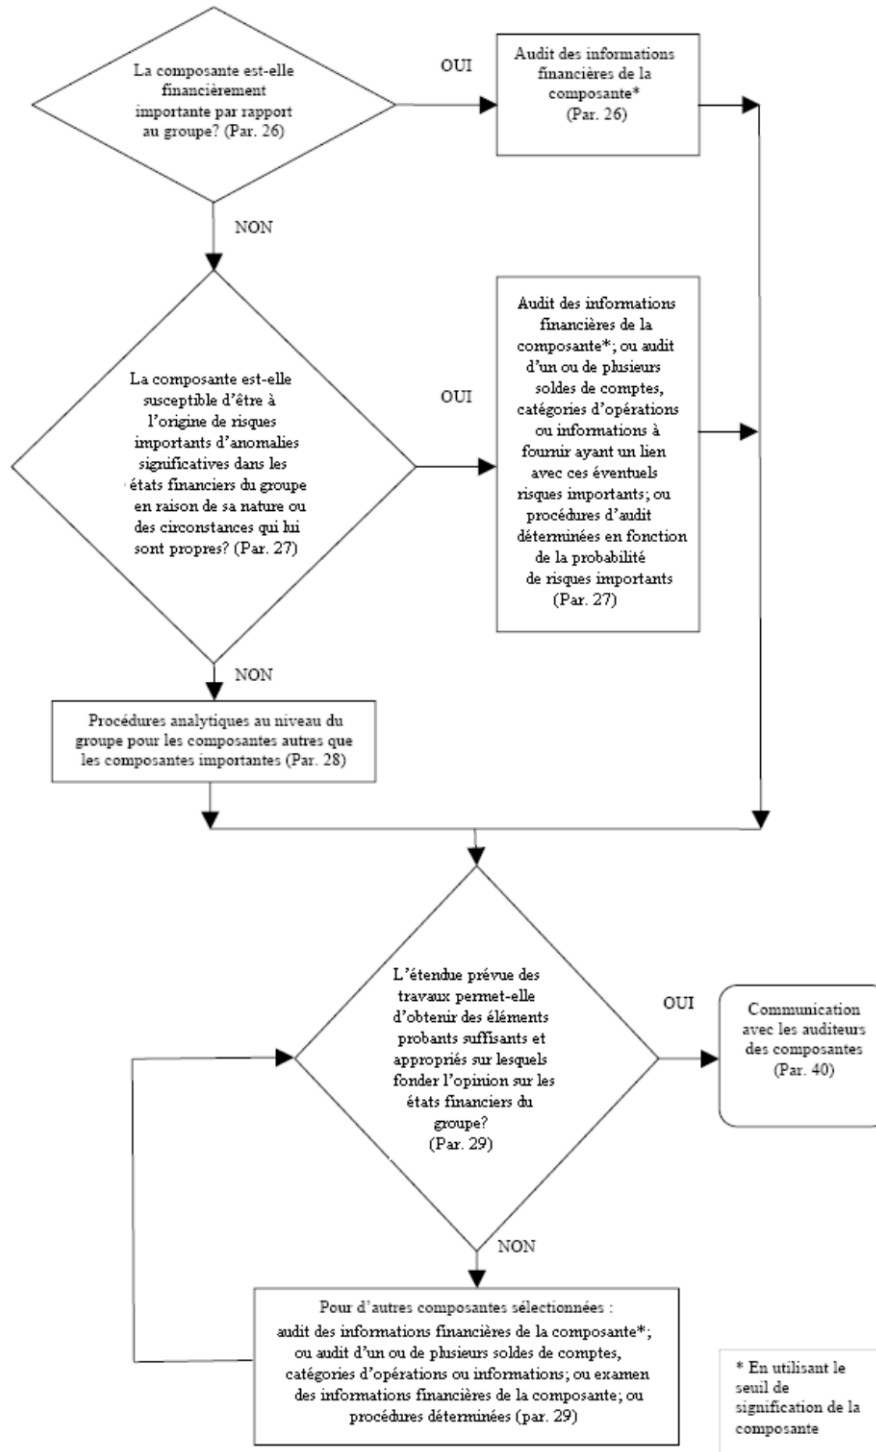 La composante est-elle
financièrement
importante par rapport
au groupe? (Par. 26)
OUI
Audit des informations
financières de la
composante*
(Par. 26)
NON
La composante est-elle
susceptible d'être à
l'origine de risques
importants d'anomalies
significatives dans les
états financiers du groupe
en raison de sa nature ou
des circonstances qui lui
sont propres? (Par. 27)
OUI
Audit des informations
financières de la
composante*; ou audit
d'un ou de plusieurs
soldes de comptes,
catégories d'opérations
ou informations à
fournir ayant un lien
avec ces éventuels
risques importants; ou
procédures d'audit
déterminées en fonction
de la probabilité
de risques importants
(Par. 27)
NON
Procédures analytiques au niveau du
groupe pour les composantes autres que
les composantes importantes (Par. 28)
L'étendue prévue des
travaux permet-elle
d'obtenir des éléments
probants suffisants et
appropriés sur lesquels
fonder l'opinion sur les
états financiers du
groupe?
(Par. 29)
OUI
Communication
avec les auditeurs
des composantes
(Par. 40)
NON
Pour d'autres composantes sélectionnées :
audit des informations financières de la composante*;
ou audit d'un ou de plusieurs soldes de comptes,
catégories d'opérations ou informations; ou examen
des informations financières de la composante; ou
procédures déterminées (par. 29)
* En utilisant le
seuil de
signification de la
composante